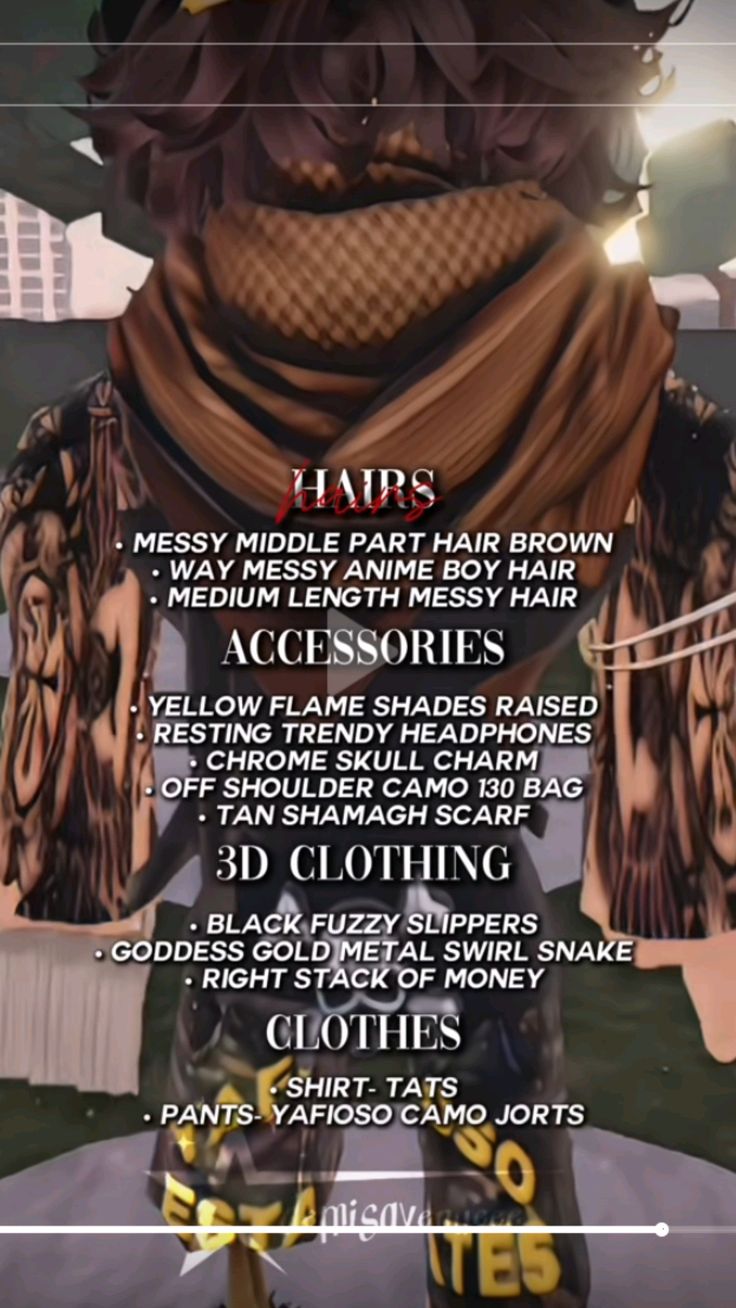 HAIRS
hairs
• MESSY MIDDLE PART HAIR BROWN
• WAY MESSY ANIME BOY HAIR
• MEDIUM LENGTH MESSY HAIR
ACCESSORIES
• YELLOW FLAME SHADES RAISED
• RESTING TRENDY HEADPHONES
• CHROME SKULL CHARM
• OFF SHOULDER CAMO 130 BAG
• TAN SHAMAGH SCARF
3D CLOTHING
• BLACK FUZZY SLIPPERS
• GODDESS GOLD METAL SWIRL SNAKE
• RIGHT STACK OF MONEY
CLOTHES
• SHIRT- TATS
• PANTS- YAFIOSO CAMO JORTS